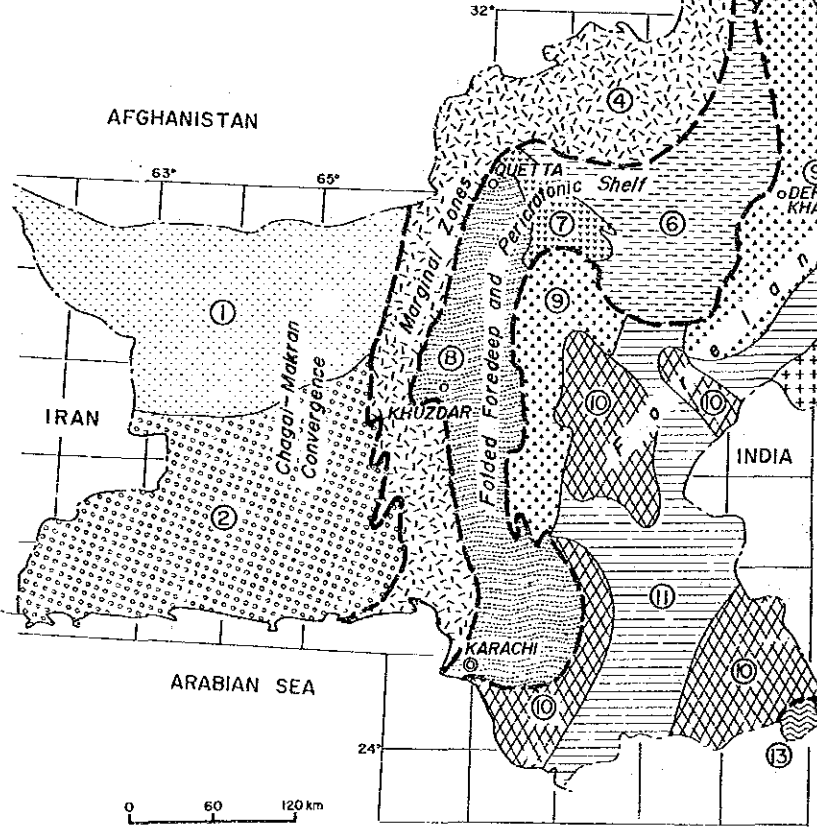 32°
④
AFGHANISTAN
63°
65°
QUETTA
Marginal Zones
Folded Foredeep and Pericratonic Shelf
⑦
⑥
⑨
①
⑨
⑧
KHUZDAR
IRAN
Chagai-Makran
Convergence
⑩
⑩
INDIA
②
⑪
KARACHI
ARABIAN SEA
⑩
⑩
24°
⑬
0 60 120 km